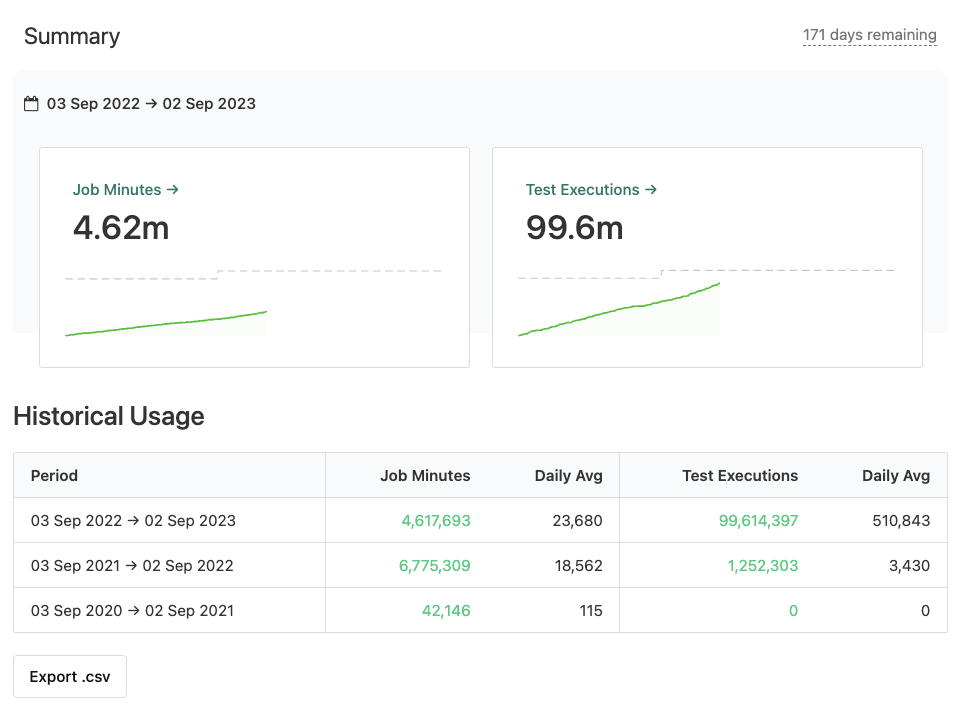 Summary
171 days remaining
03 Sep 2022 → 02 Sep 2023
Job Minutes →
4.62m
Test Executions →
99.6m
Historical Usage
Period Job Minutes Daily Avg Test Executions Daily Avg
03 Sep 2022 → 02 Sep 2023 4,617,693 23,680 99,614,397 510,843
03 Sep 2021 → 02 Sep 2022 6,775,309 18,562 1,252,303 3,430
03 Sep 2020 → 02 Sep 2021 42,146 115 0 0
Export .csv